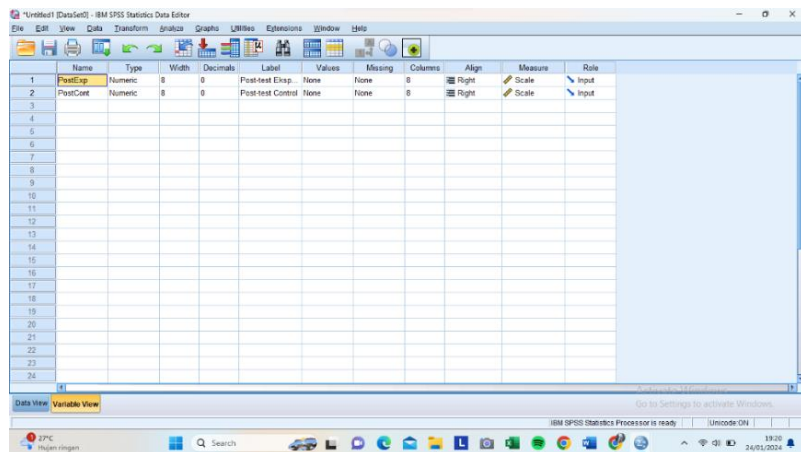 *Untitled1 [DataSet0] - IBM SPSS Statistics Data Editor
File Edit View Data Transform Analyze Graphs Utilities Extensions Window Help
Name Type Width Decimals Label Values Missing Columns Align Measure Role
1 PostExp Numeric 8 0 Post-test Eksp... None None 8 Right Scale Input
2 PostCont Numeric 8 0 Post-test Control None None 8 Right Scale Input
3
4
5
6
7
8
9
10
11
12
13
14
15
16
17
18
19
20
21
22
23
24
Activate Windows
Data View Variable View Go to Settings to activate Windows.
IBM SPSS Statistics Processor is ready Unicode:ON
27°C
Hujan ringan
Search
19:20
24/01/2024